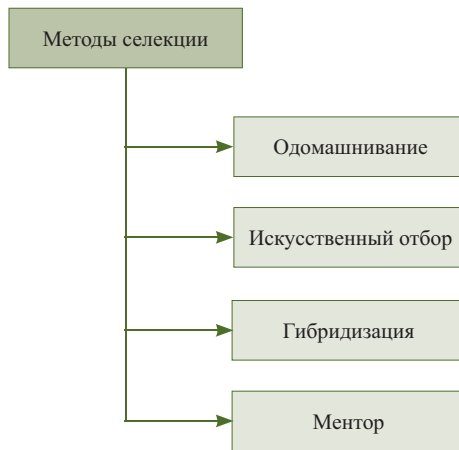 Методы селекции
Одомашнивание
Искусственный отбор
Гибридизация
Ментор